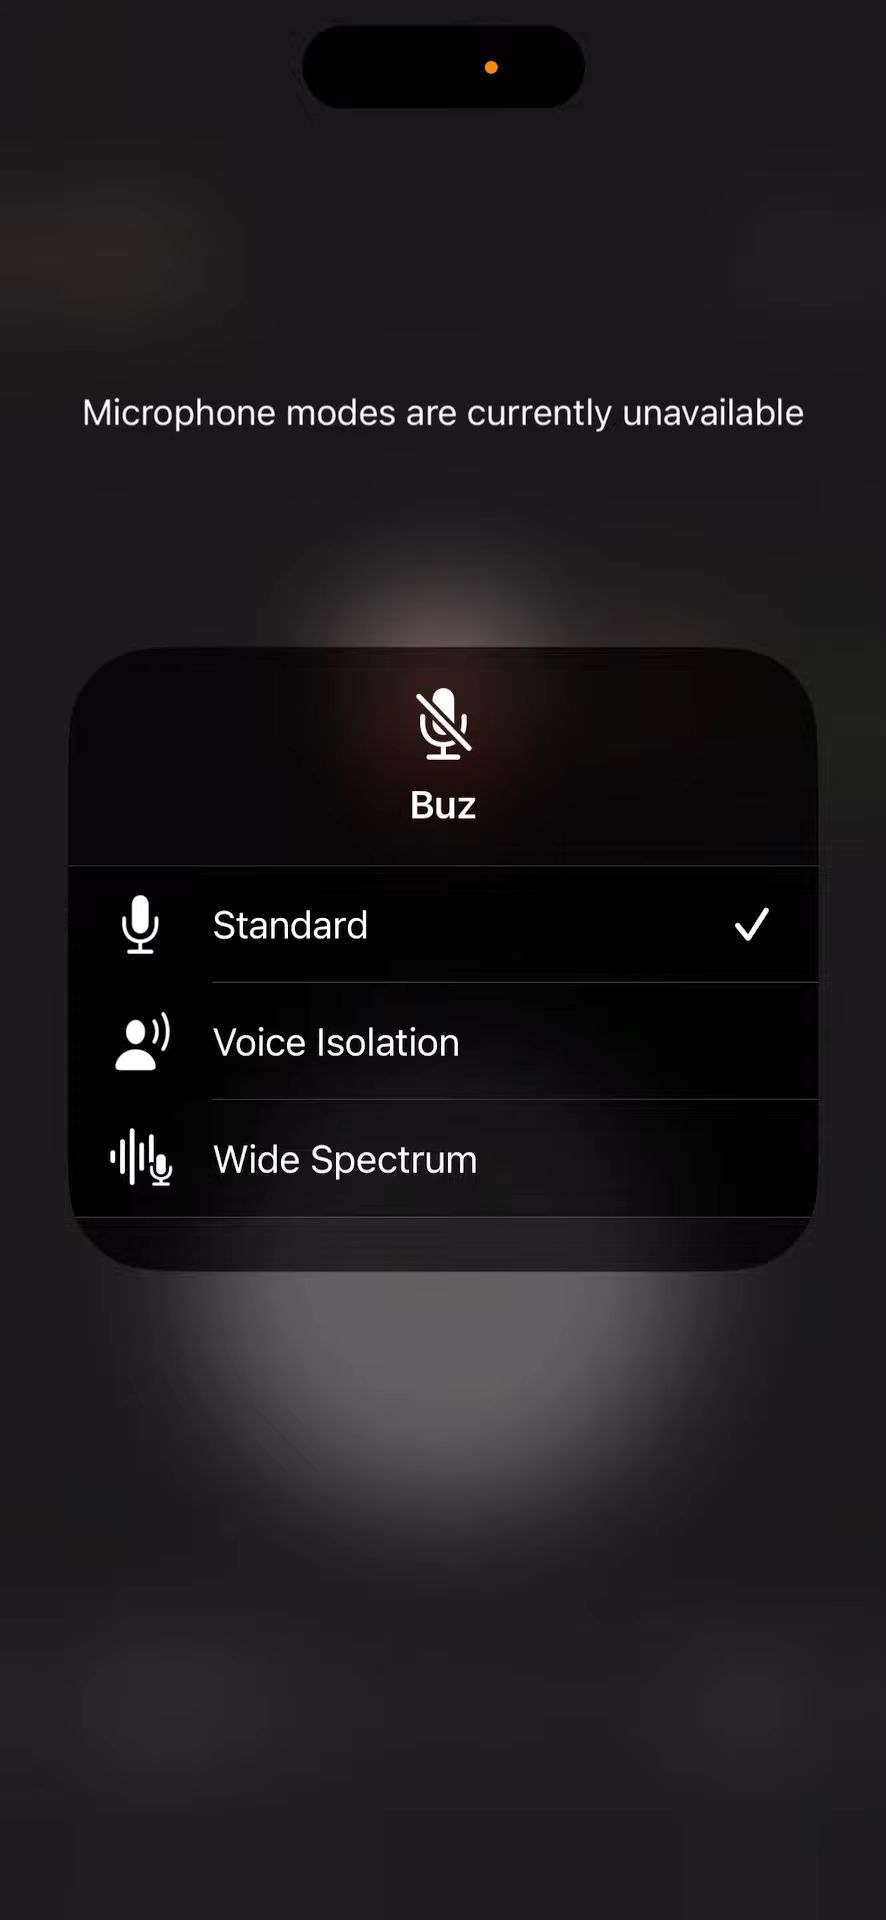 Microphone modes are currently unavailable
Buz
Standard
Voice Isolation
Wide Spectrum